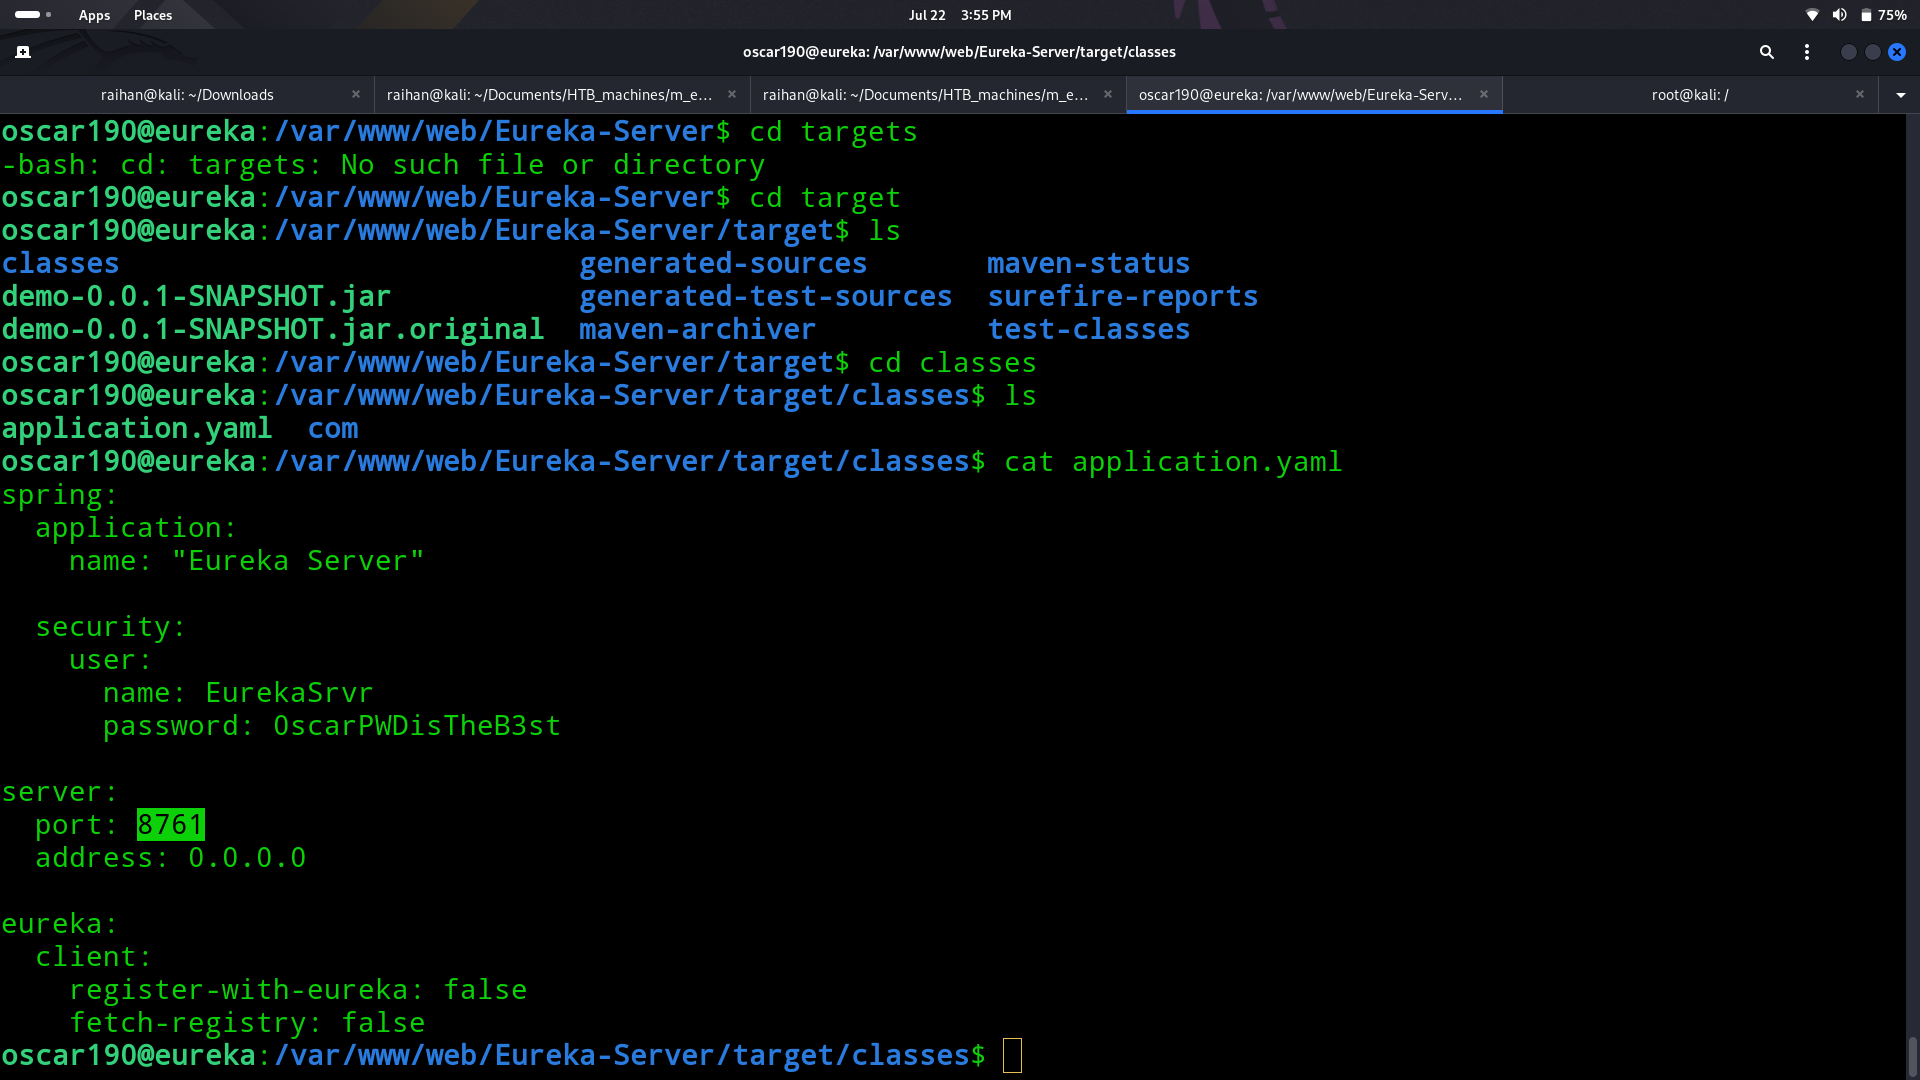 Apps Places Jul 22 3:55 PM 75%
oscar190@eureka: /var/www/web/Eureka-Server/target/classes
raihan@kali: ~/Downloads raihan@kali: ~/Documents/HTB_machines/m_e... raihan@kali: ~/Documents/HTB_machines/m_e... oscar190@eureka: /var/www/web/Eureka-Serv... root@kali: /
oscar190@eureka:/var/www/web/Eureka-Server$ cd targets
-bash: cd: targets: No such file or directory
oscar190@eureka:/var/www/web/Eureka-Server$ cd target
oscar190@eureka:/var/www/web/Eureka-Server/target$ ls
classes generated-sources maven-status
demo-0.0.1-SNAPSHOT.jar generated-test-sources surefire-reports
demo-0.0.1-SNAPSHOT.jar.original maven-archiver test-classes
oscar190@eureka:/var/www/web/Eureka-Server/target$ cd classes
oscar190@eureka:/var/www/web/Eureka-Server/target/classes$ ls
application.yaml com
oscar190@eureka:/var/www/web/Eureka-Server/target/classes$ cat application.yaml
spring:
  application:
    name: "Eureka Server"

  security:
    user:
      name: EurekaSrvr
      password: 0scarPWDisTheB3st

server:
  port: 8761
  address: 0.0.0.0

eureka:
  client:
    register-with-eureka: false
    fetch-registry: false
oscar190@eureka:/var/www/web/Eureka-Server/target/classes$